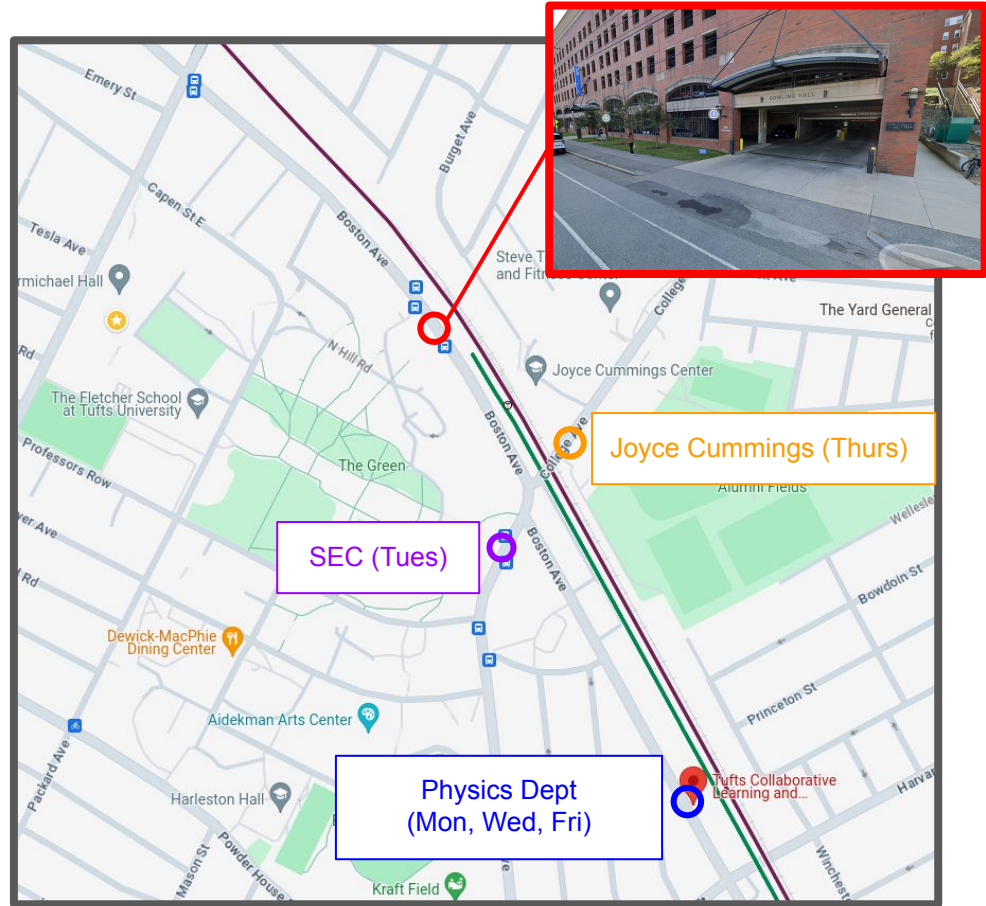 Emery St
Burget Ave
Capen St E
Boston Ave
Tesla Ave
DOWLING HALL
Steve T
and Fitness Center
College
The Yard General
rmichael Hall
Rd
N Hill Rd
Joyce Cummings Center
The Fletcher School
at Tufts University
Boston Ave
College Ave
Joyce Cummings (Thurs)
Professors Row
The Green
Alumni Fields
Wellesley
ver Ave
SEC (Tues)
Boston Ave
Rd
Bowdoin St
Dewick-MacPhie
Dining Center
Princeton St
Aidekman Arts Center
Packard Ave
Physics Dept
(Mon, Wed, Fri)
Tufts Collaborative
Learning and...
Harvar
Harleston Hall
Mason St
Powder House
Winchest
Kraft Field